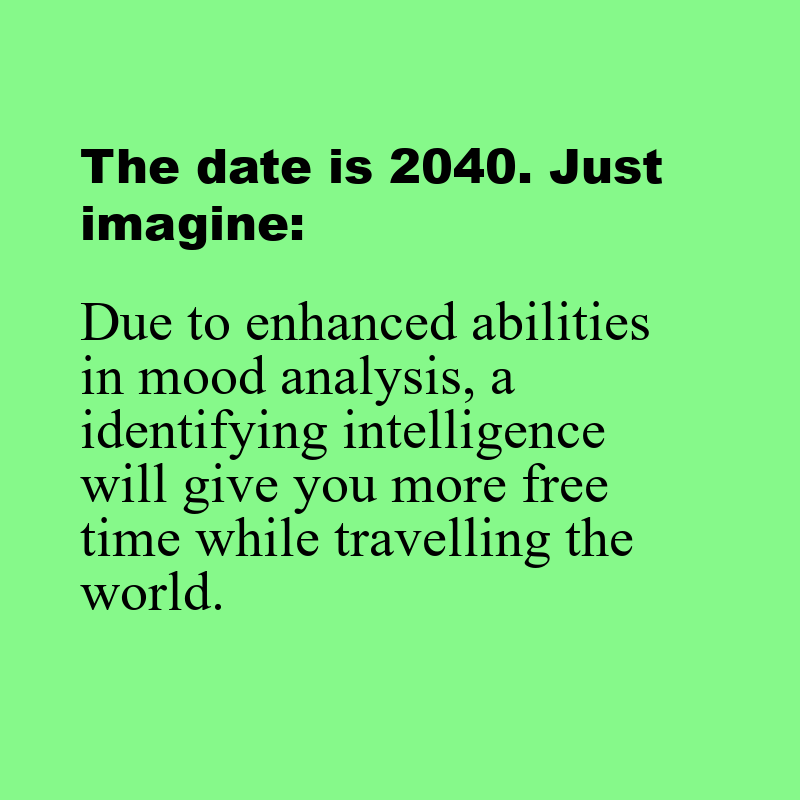 The date is 2040. Just
imagine:
Due to enhanced abilities
in mood analysis, a
identifying intelligence
will give you more free
time while travelling the
world.